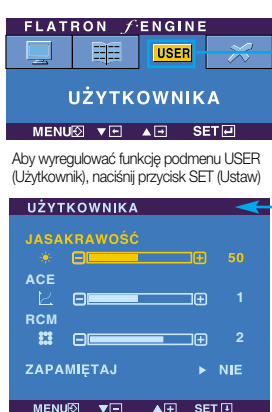 FLATRON f-ENGINE
USER
UŻYTKOWNIKA
MENU ▼ ▲ SET
Aby wyregulować funkcję podmenu USER
(Użytkownik), naciśnij przycisk SET (Ustaw)
UŻYTKOWNIKA
JASAKRAWOŚĆ
50
ACE
1
RCM
2
ZAPAMIĘTAJ ▶ NIE
MENU ▼ ▲ SET